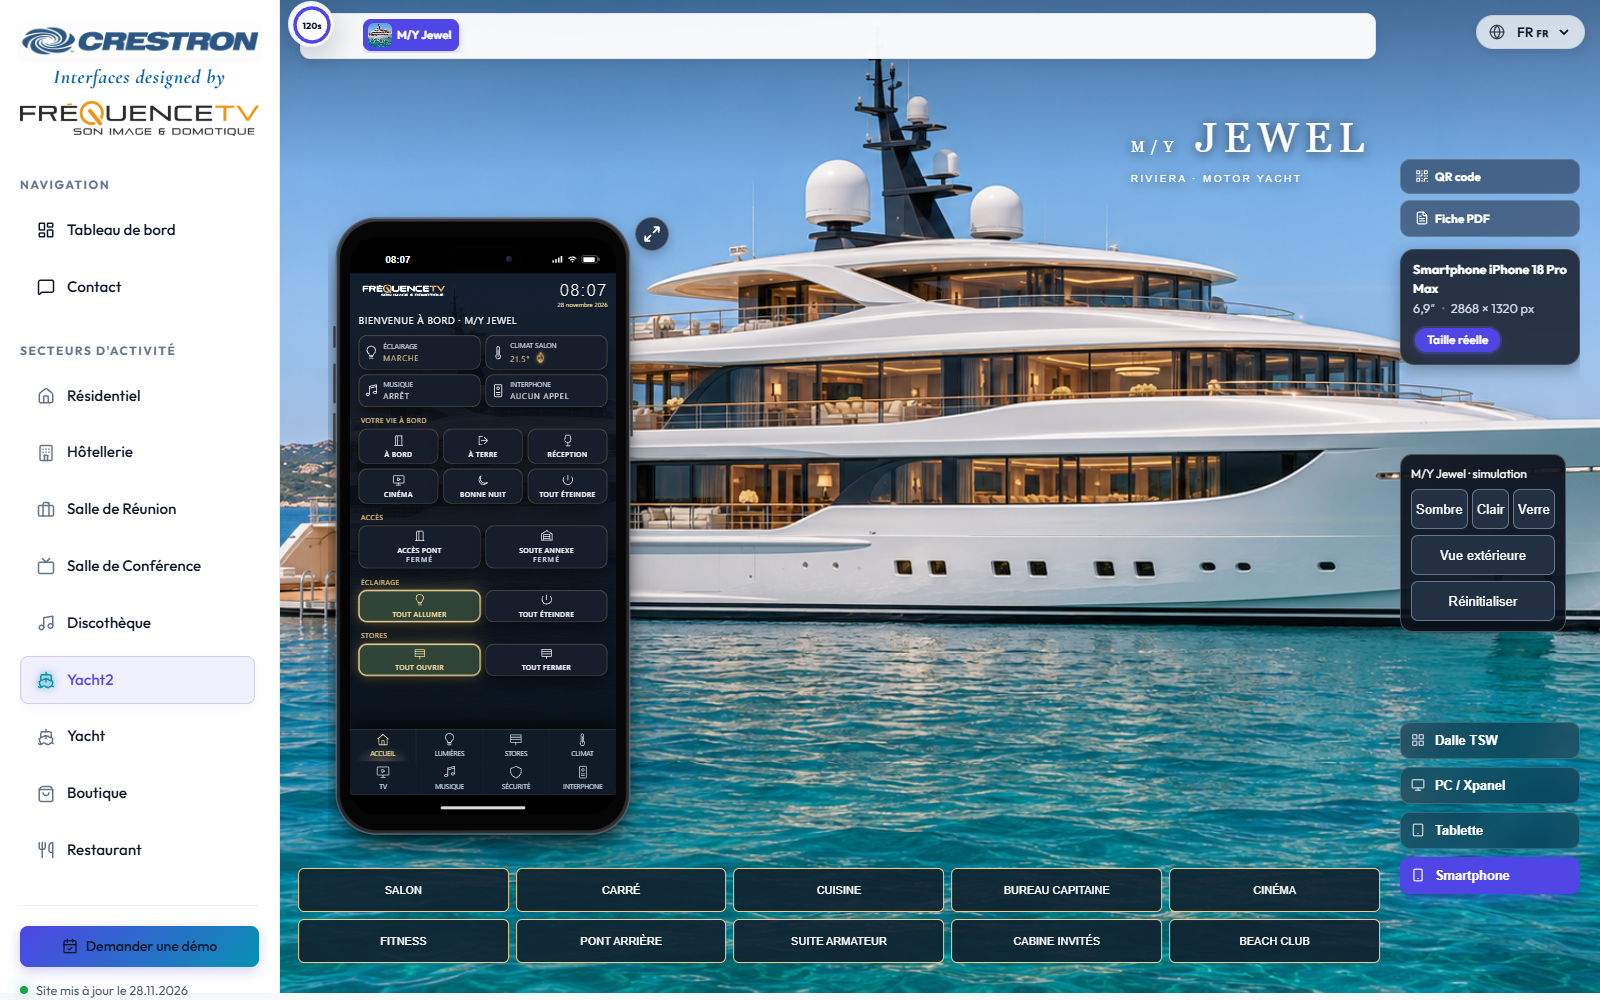 CRESTRON
Interfaces designed by
FRÉQUENCETV
SON IMAGE & DOMOTIQUE
NAVIGATION
Tableau de bord
Contact
SECTEURS D'ACTIVITÉ
Résidentiel
Hôtellerie
Salle de Réunion
Salle de Conférence
Discothèque
Yacht2
Yacht
Boutique
Restaurant
Demander une démo
Site mis à jour le 28.11.2026
120s
M/Y Jewel
FR FR
M/Y JEWEL
RIVIERA · MOTOR YACHT
QR code
Fiche PDF
Smartphone iPhone 18 Pro
Max
6,9" · 2868 × 1320 px
Taille réelle
M/Y Jewel · simulation
Sombre Clair Verre
Vue extérieure
Réinitialiser
Dalle TSW
PC / Xpanel
Tablette
Smartphone
08:07
FRÉQUENCETV
SON IMAGE & DOMOTIQUE
08:07
28 novembre 2026
BIENVENUE À BORD - M/Y JEWEL
ÉCLAIRAGE
MARCHE
CLIMAT SALON
21.5°
MUSIQUE
ARRÊT
INTERPHONE
AUCUN APPEL
VOTRE VIE À BORD
À BORD À TERRE RÉCEPTION
CINÉMA BONNE NUIT TOUT ÉTEINDRE
ACCÈS
ACCÈS PONT
FERMÉ
SOUTE ANNEXE
FERMÉ
ÉCLAIRAGE
TOUT ALLUMER TOUT ÉTEINDRE
STORES
TOUT OUVRIR TOUT FERMER
ACCUEIL LUMIÈRES STORES CLIMAT
TV MUSIQUE SÉCURITÉ INTERPHONE
SALON CARRÉ CUISINE BUREAU CAPITAINE CINÉMA
FITNESS PONT ARRIÈRE SUITE ARMATEUR CABINE INVITÉS BEACH CLUB